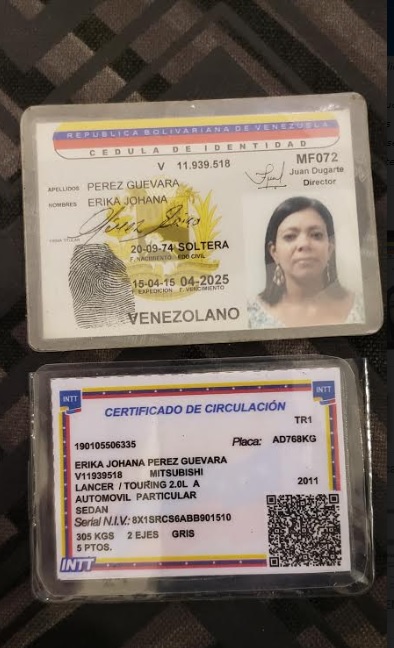 REPUBLICA BOLIVARIANA DE VENEZUELA
CEDULA DE IDENTIDAD
V 11.939.518 MF072
Juan Dugarte
Director
APELLIDOS PEREZ GUEVARA
NOMBRES ERIKA JOHANA
20-09-74 SOLTERA
F. NACIMIENTO EDO CIVIL
15-04-15 04-2025
F. EXPEDICION F. VENCIMIENTO
VENEZOLANO
INTT INTT
CERTIFICADO DE CIRCULACIÓN
TR1
190105506335 Placa: AD768KG
ERIKA JOHANA PEREZ GUEVARA
V11939518 MITSUBISHI
LANCER / TOURING 2.0L A 2011
AUTOMOVIL PARTICULAR
SEDAN
Serial N.I.V.: 8X1SRCS6ABB901510
305 KGS 2 EJES GRIS
5 PTOS.
INTT